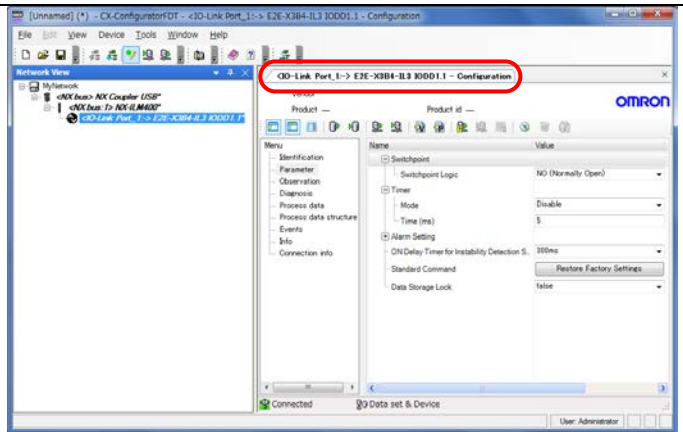 [Unnamed] (*) - CX-ConfiguratorFDT - <IO-Link Port_1:-> E2E-X3B4-IL3 IODD1.1 - Configuration
File Edit View Device Tools Window Help
Network View
MyNetwork
<NX bus> NX Coupler USB*
<NX bus: 1> NX-ILM400*
<IO-Link Port_1:-> E2E-X3B4-IL3 IODD1.1*
<IO-Link Port_1:-> E2E-X3B4-IL3 IODD1.1 - Configuration
Vendor
OMRON
Product — Product id —
Menu
Identification
Parameter
Observation
Diagnosis
Process data
Process data structure
Events
Info
Connection info
Name Value
Switchpoint
Switchpoint Logic NO (Normally Open)
Timer
Mode Disable
Time (ms) 5
Alarm Setting
ON Delay Timer for Instability Detection S.. 300ms
Standard Command Restore Factory Settings
Data Storage Lock false
Connected Data set & Device
User: Administrator